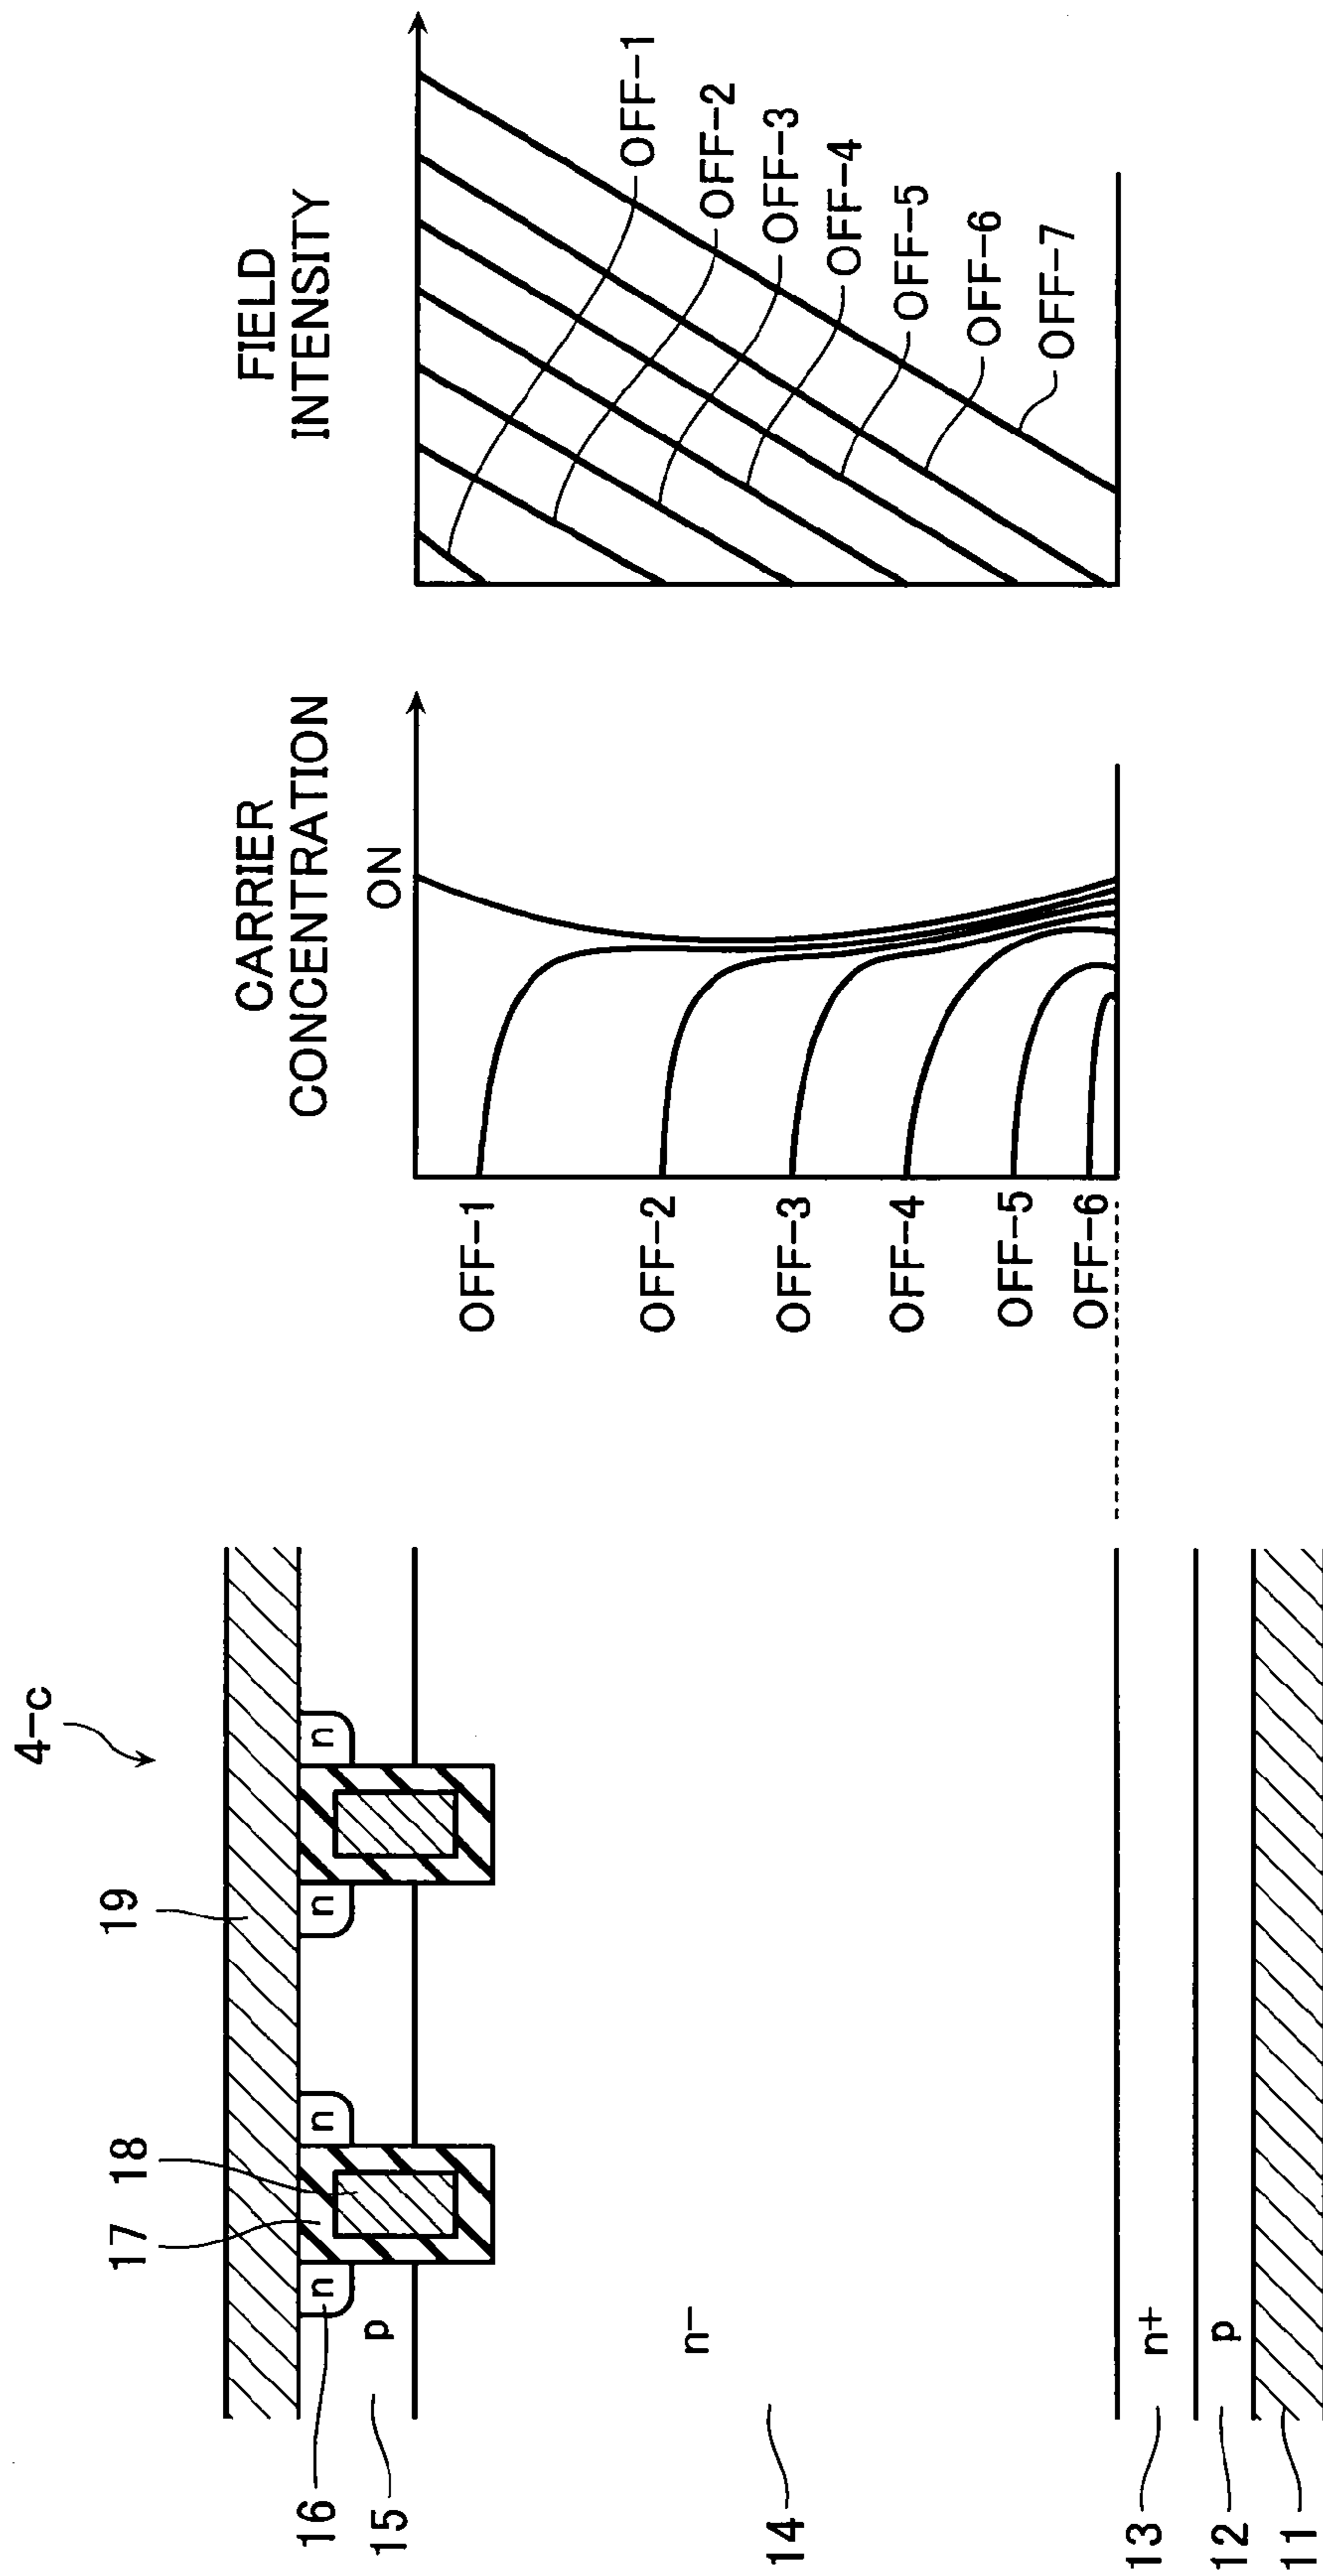 4-c
19
18
17
16
15
14
13
12
11
n
n
n
n
p
n−
n+
p
CARRIER
CONCENTRATION
ON
OFF-1
OFF-2
OFF-3
OFF-4
OFF-5
OFF-6
FIELD
INTENSITY
OFF-1
OFF-2
OFF-3
OFF-4
OFF-5
OFF-6
OFF-7